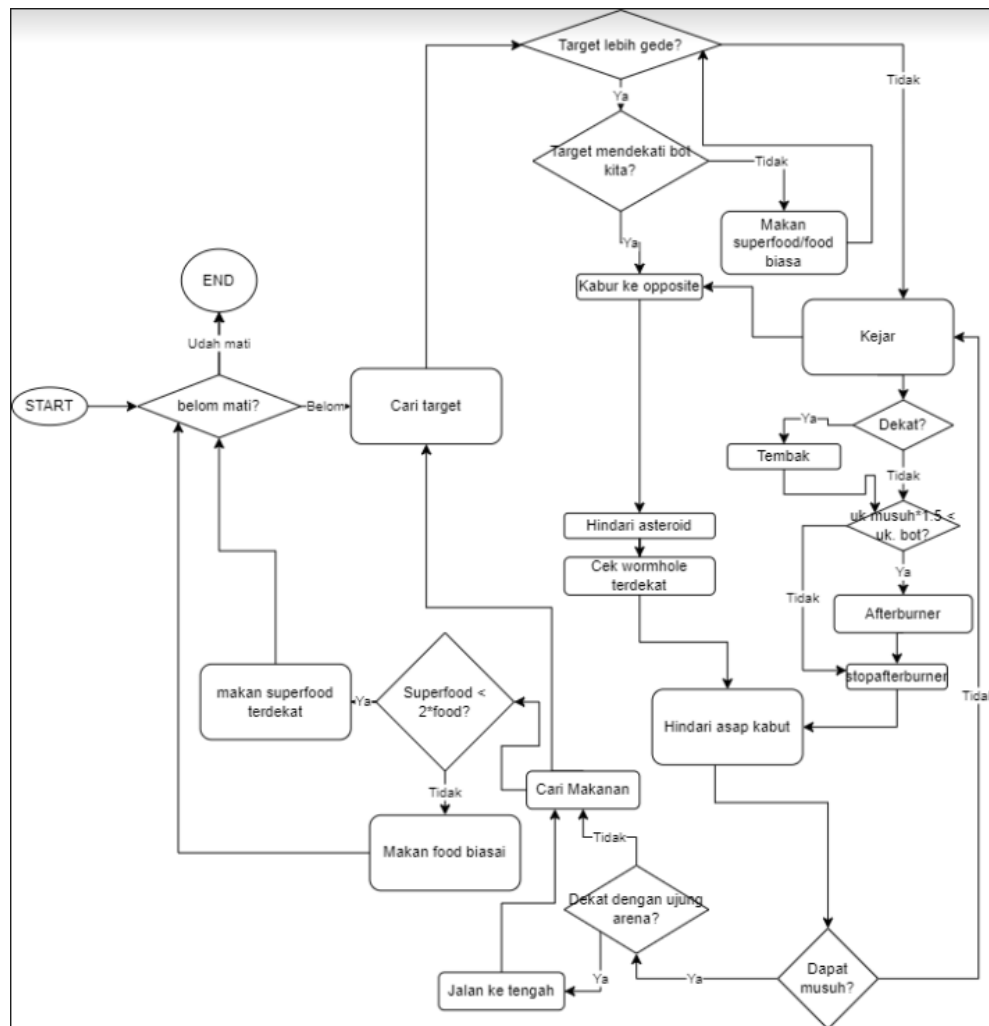 Target lebih gede?
Tidak
Ya
Target mendekati bot
kita?
Tidak
Makan
superfood/food
biasa
Ya
END
Kabur ke opposite
Kejar
Udah mati
START
belom mati?
Belom
Cari target
Ya
Dekat?
Tembak
Tidak
uk musuh*1.5 <
uk. bot?
Hindari asteroid
Cek wormhole
terdekat
Ya
Tidak
Afterburner
makan superfood
terdekat
Ya
Superfood <
2*food?
stopafterburner
Tidak
Hindari asap kabut
Tidak
Cari Makanan
Makan food biasai
Tidak
Dekat dengan ujung
arena?
Jalan ke tengah
Ya
Ya
Dapat
musuh?